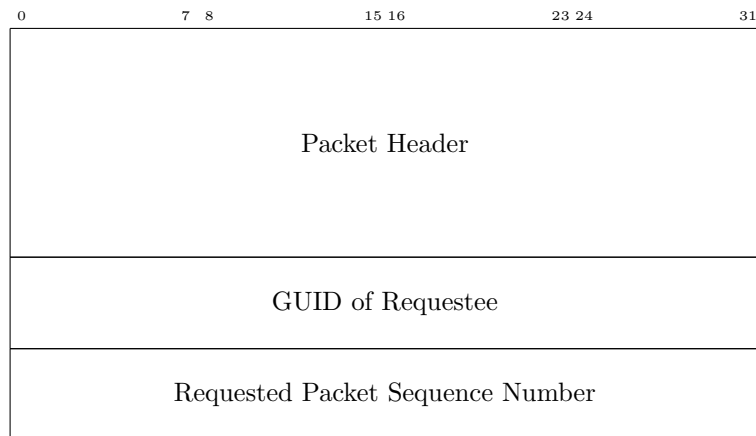 0 7 8 15 16 23 24 31
Packet Header
GUID of Requestee
Requested Packet Sequence Number